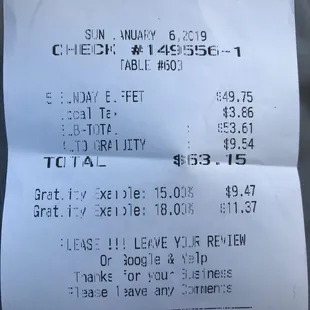 SUN JANUARY 6,2019
CHECK #149556-1
TABLE #603
5 SUNDAY BUFFET $49.75
Local Tax $3.86
SUB-TOTAL: $53.61
AUTO GRATUITY : $9.54
TOTAL $63.15
Gratuity Example: 15.00% $9.47
Gratuity Example: 18.00% $11.37
PLEASE !!! LEAVE YOUR REVIEW
On Google & Yelp
Thanks for your Business
Please leave any Comments